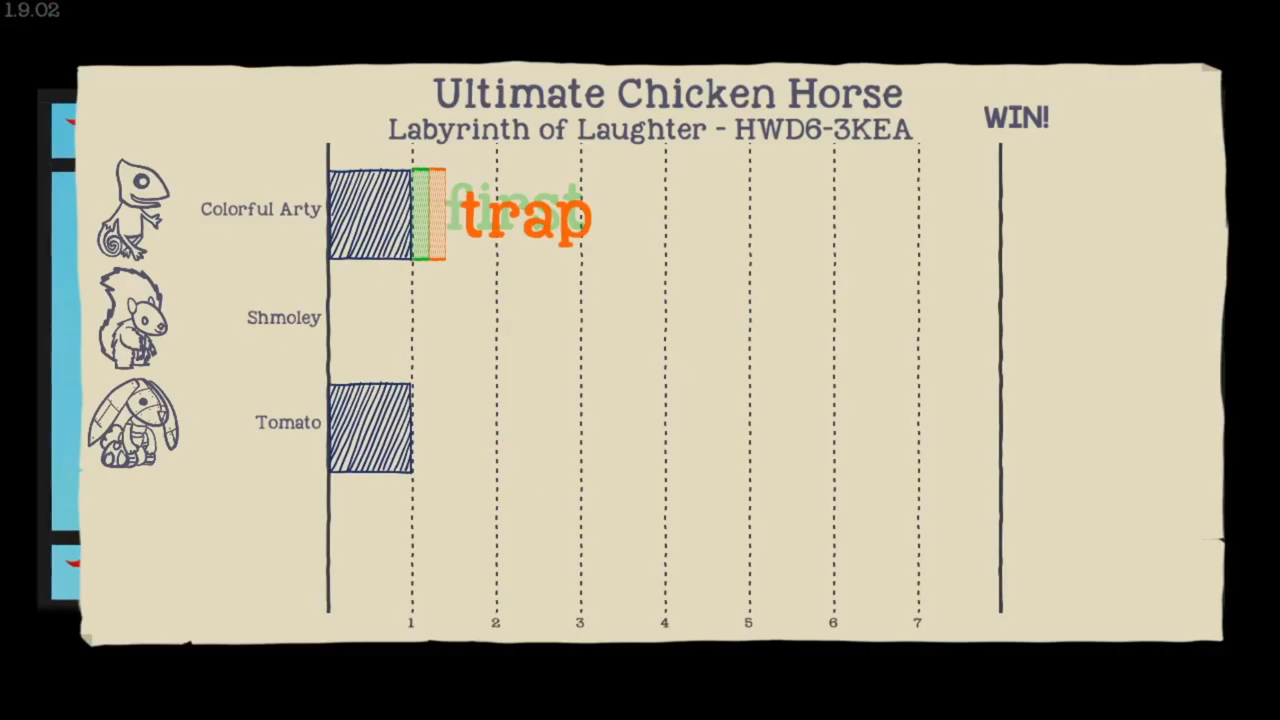 1.9.02
Ultimate Chicken Horse
Labyrinth of Laughter - HWD6-3KEA
WIN!
Colorful Arty
first
trap
Shmoley
Tomato
1 2 3 4 5 6 7